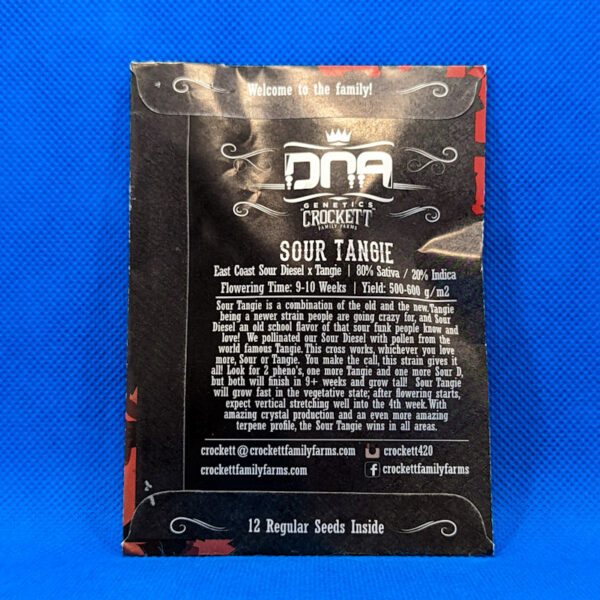 Welcome to the family!
DNA
GENETICS
CROCKETT
FAMILY FARMS
SOUR TANGIE
East Coast Sour Diesel x Tangie | 80% Sativa / 20% Indica
Flowering Time: 9-10 Weeks | Yield: 500-600 g/m2
Sour Tangie is a combination of the old and the new. Tangie
being a newer strain people are going crazy for, and Sour
Diesel an old school flavor of that sour funk people know and
love! We pollinated our Sour Diesel with pollen from the
world famous Tangie. This cross works, whichever you love
more, Sour or Tangie. You make the call, this strain gives it
all! Look for 2 pheno's, one more Tangie and one more Sour D,
but both will finish in 9+ weeks and grow tall! Sour Tangie
will grow fast in the vegetative state; after flowering starts,
expect vertical stretching well into the 4th week. With
amazing crystal production and an even more amazing
terpene profile, the Sour Tangie wins in all areas.
crockett@crockettfamilyfarms.com crockett420
crockettfamilyfarms.com f crockettfamilyfarms
12 Regular Seeds Inside